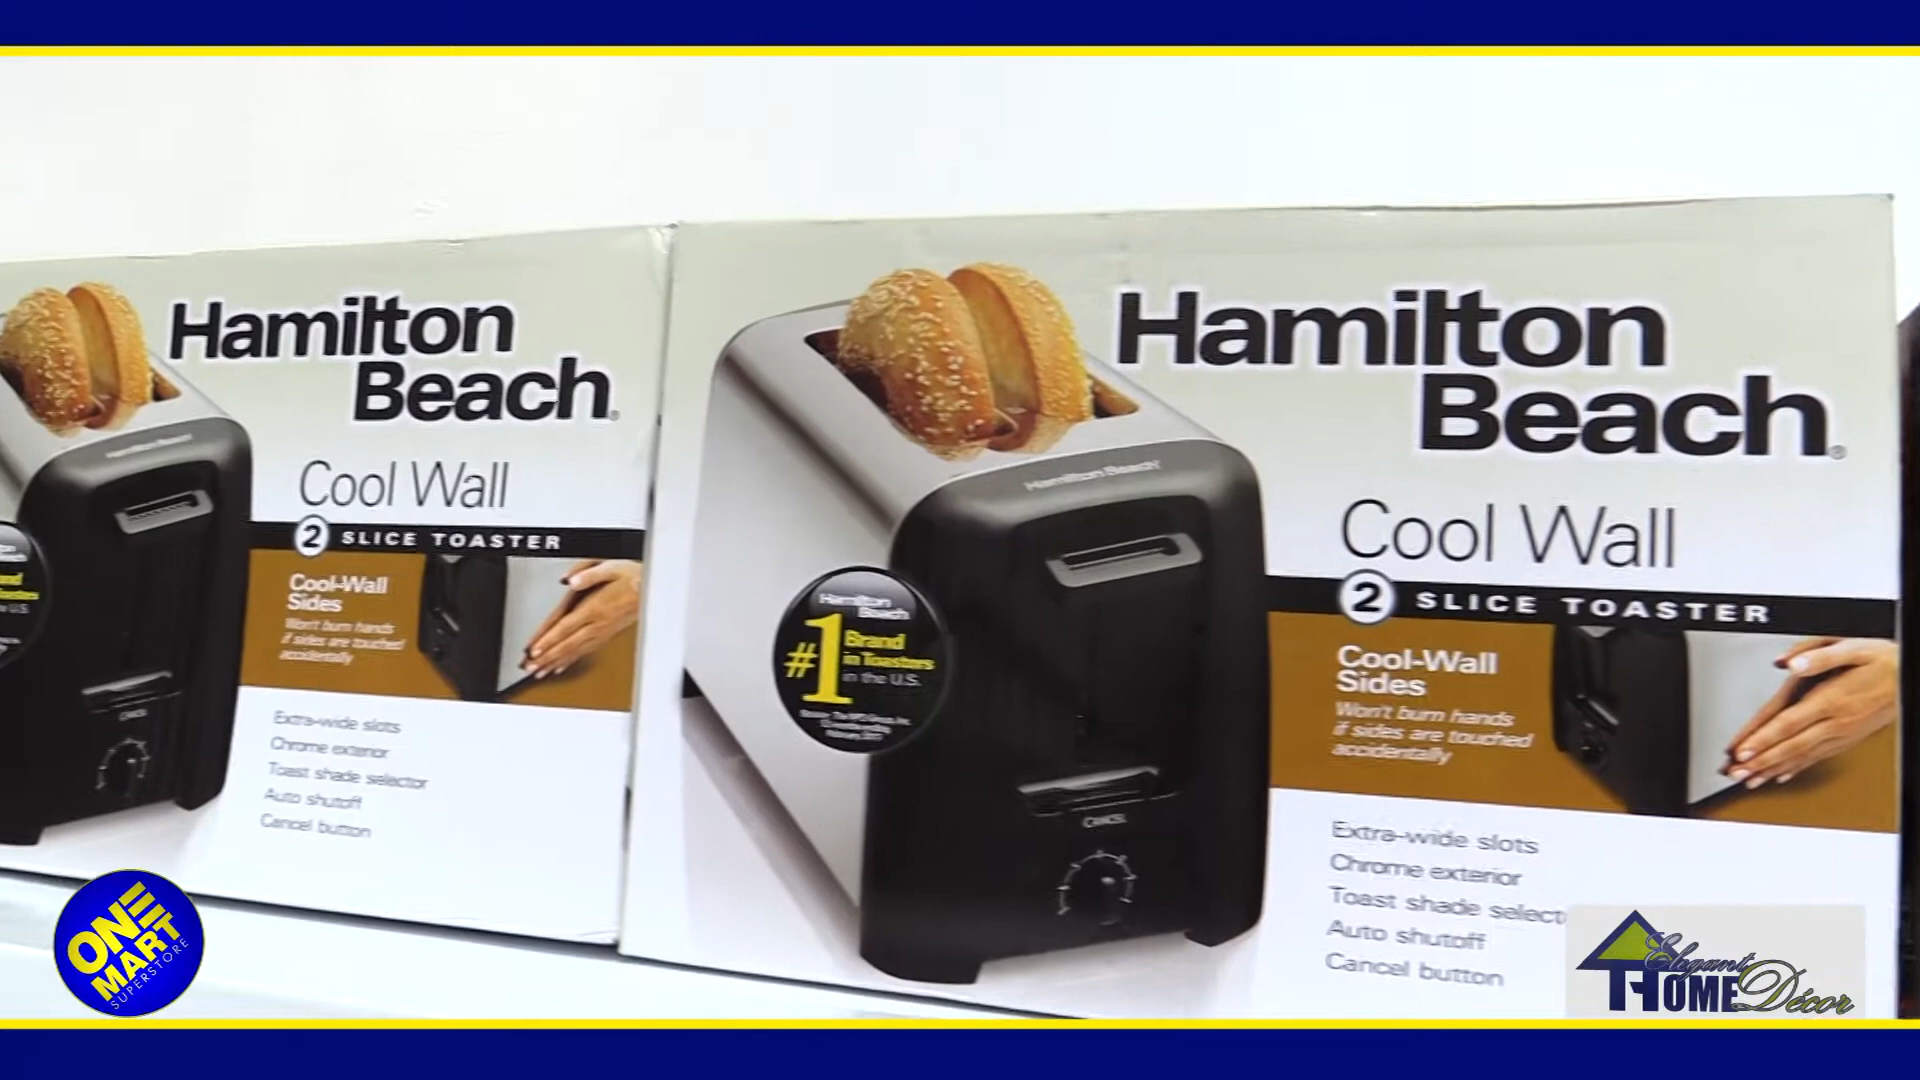 Hamilton
Beach®
Cool Wall
2 SLICE TOASTER
Cool-Wall
Sides
Won't burn hands
if sides are touched
accidentally
Extra-wide slots
Chrome exterior
Toast shade selector
Auto shutoff
Cancel button
Hamilton Beach
CANCEL
Hamilton
Beach®
Cool Wall
2 SLICE TOASTER
Cool-Wall
Sides
Won't burn hands
if sides are touched
accidentally
Extra-wide slots
Chrome exterior
Toast shade select
Auto shutoff
Cancel button
Hamilton Beach
Hamilton
Beach
#1 Brand
in Toasters
in the U.S.
CANCEL
ONE
MART
SUPERSTORE
Elegant
HOME Décor